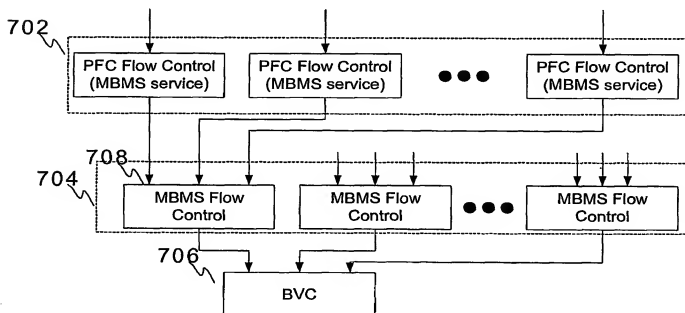 702
PFC Flow Control
(MBMS service)
PFC Flow Control
(MBMS service)
PFC Flow Control
(MBMS service)
704
708
MBMS Flow
Control
MBMS Flow
Control
MBMS Flow
Control
706
BVC